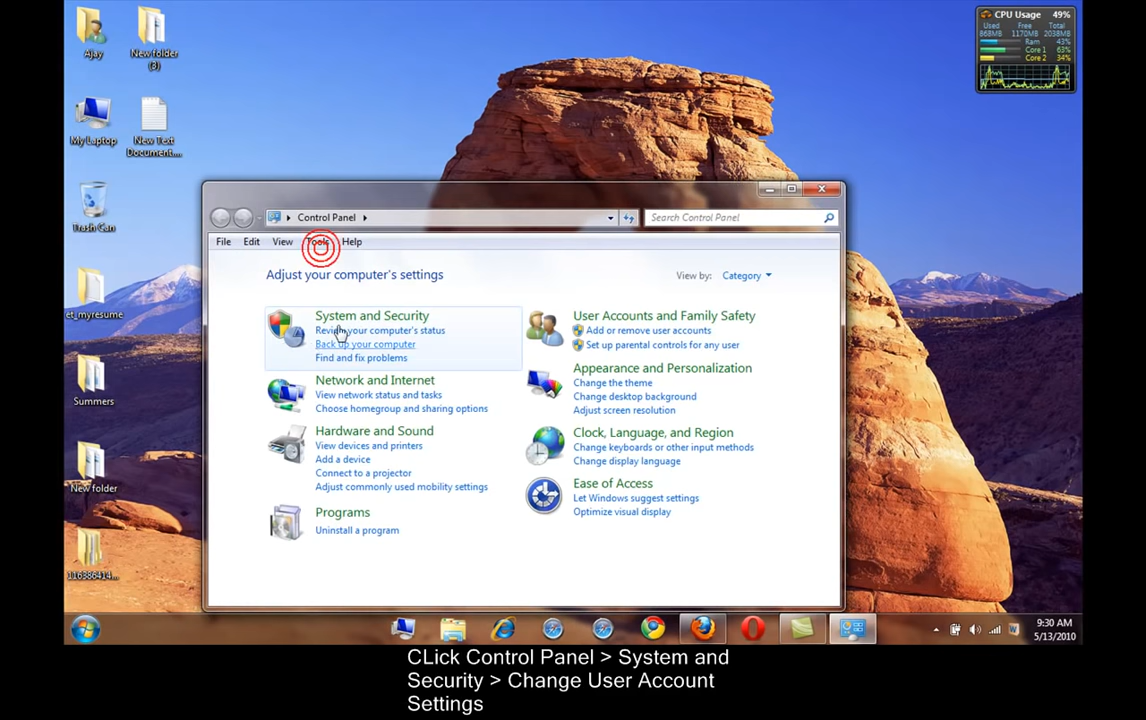 Ajay
New folder
(3)
My Laptop
New Text
Document....
Trash Can
et_myresume
Summers
New folder
116386414...
CPU Usage 49%
Used Free Total
868MB 1170MB 2038MB
Ram 43%
Core 1 63%
Core 2 34%
Control Panel
Search Control Panel
File Edit View Tools Help
Adjust your computer's settings
View by: Category
System and Security
Review your computer's status
Back up your computer
Find and fix problems
Network and Internet
View network status and tasks
Choose homegroup and sharing options
Hardware and Sound
View devices and printers
Add a device
Connect to a projector
Adjust commonly used mobility settings
Programs
Uninstall a program
User Accounts and Family Safety
Add or remove user accounts
Set up parental controls for any user
Appearance and Personalization
Change the theme
Change desktop background
Adjust screen resolution
Clock, Language, and Region
Change keyboards or other input methods
Change display language
Ease of Access
Let Windows suggest settings
Optimize visual display
9:30 AM
5/13/2010
CLick Control Panel > System and
Security > Change User Account
Settings